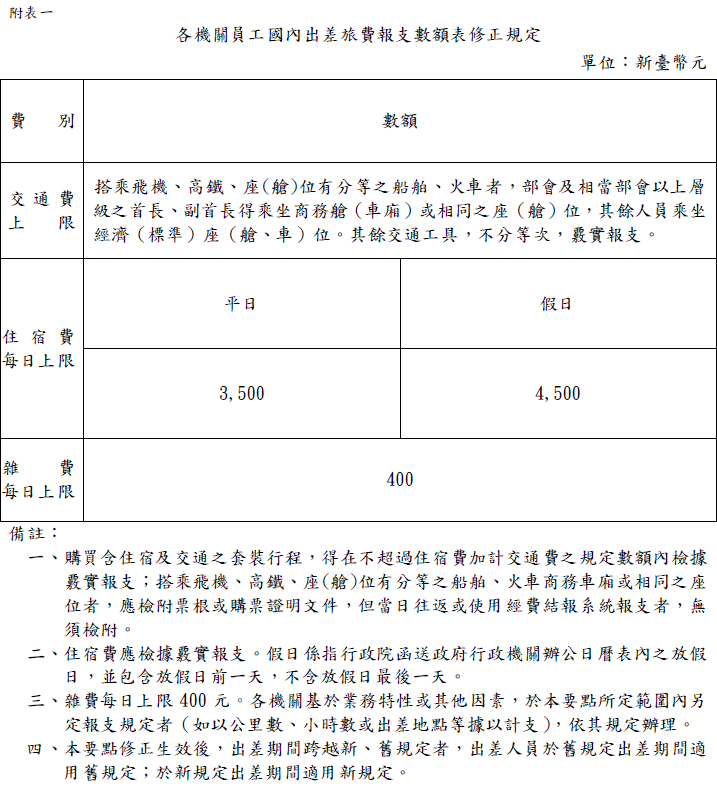 附表一
各機關員工國內出差旅費報支數額表修正規定
單位：新臺幣元
費別
數額
交通費
上限
搭乘飛機、高鐵、座(艙)位有分等之船舶、火車者，部會及相當部會以上層
級之首長、副首長得乘坐商務艙（車廂）或相同之座（艙）位，其餘人員乘坐
經濟（標準）座（艙、車）位。其餘交通工具，不分等次，覈實報支。
住宿費
每日上限
平日
假日
3,500
4,500
雜費
每日上限
400
備註：
一、購買含住宿及交通之套裝行程，得在不超過住宿費加計交通費之規定數額內檢據
覈實報支；搭乘飛機、高鐵、座(艙)位有分等之船舶、火車商務車廂或相同之座
位者，應檢附票根或購票證明文件，但當日往返或使用經費結報系統報支者，無
須檢附。
二、住宿費應檢據覈實報支。假日係指行政院函送政府行政機關辦公日曆表內之放假
日，並包含放假日前一天，不含放假日最後一天。
三、雜費每日上限 400 元。各機關基於業務特性或其他因素，於本要點所定範圍內另
定報支規定者（如以公里數、小時數或出差地點等據以計支），依其規定辦理。
四、本要點修正生效後，出差期間跨越新、舊規定者，出差人員於舊規定出差期間適
用舊規定；於新規定出差期間適用新規定。